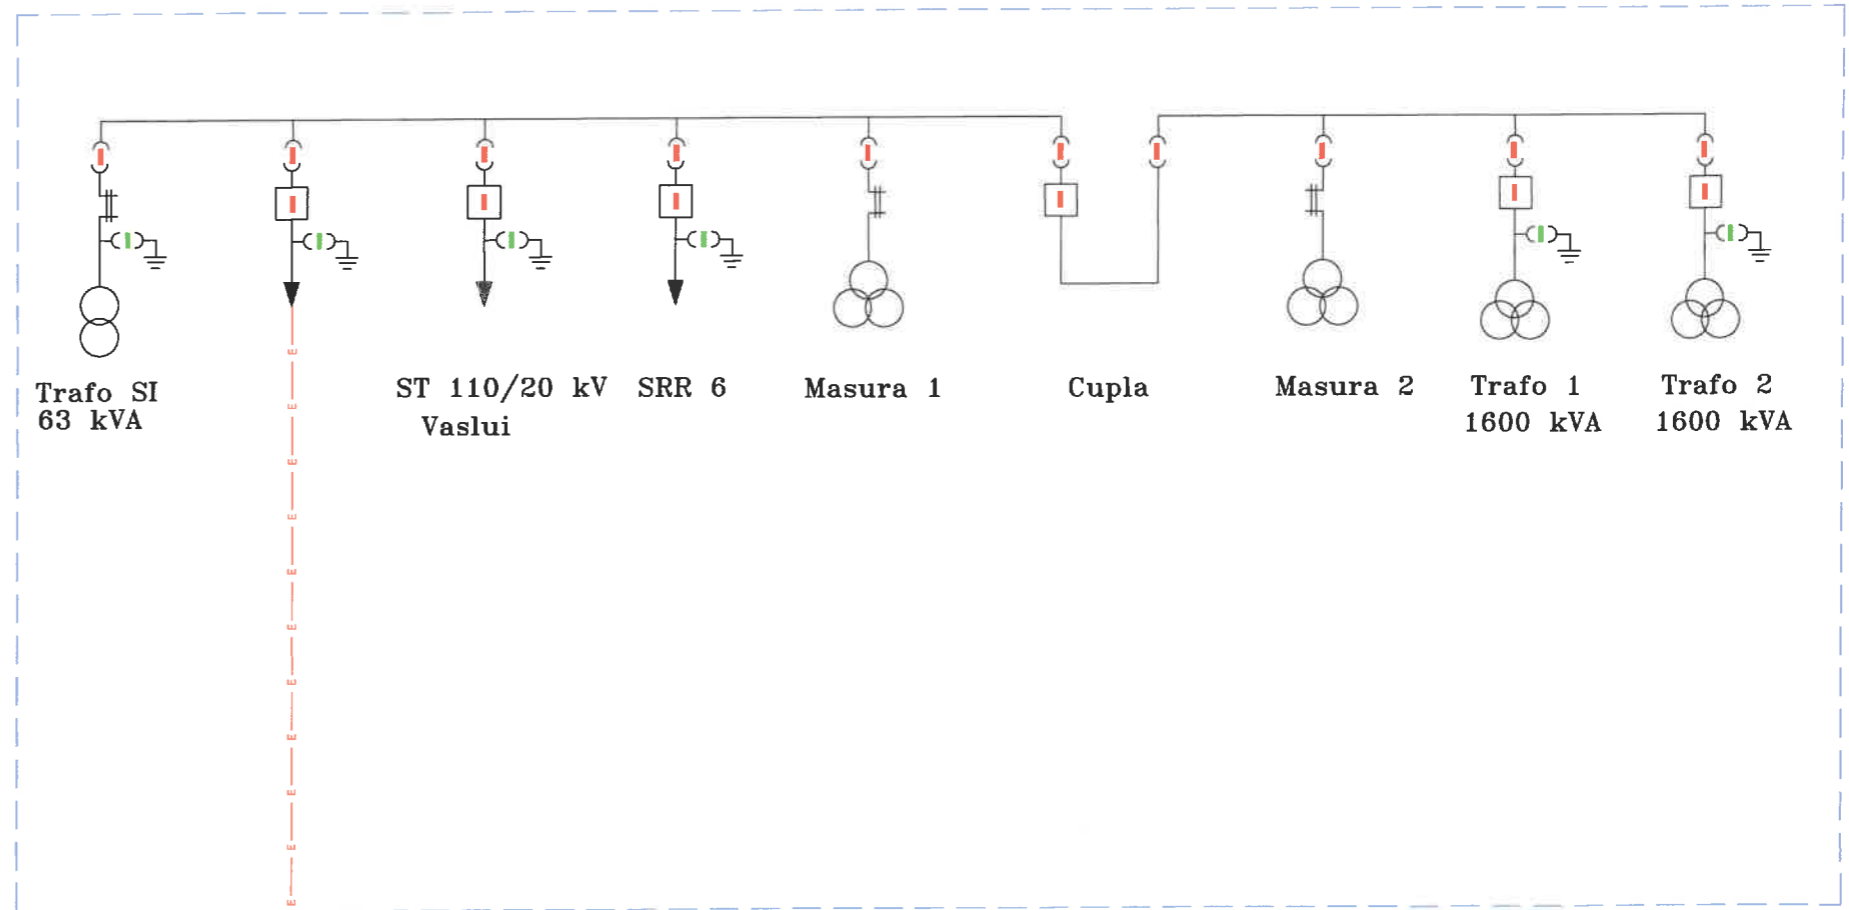 Trafo SI
63 kVA
ST 110/20 kV
Vaslui
SRR 6
Masura 1
Cupla
Masura 2
Trafo 1
1600 kVA
Trafo 2
1600 kVA
E
E
E
E
E
E
E
E
E
E
E